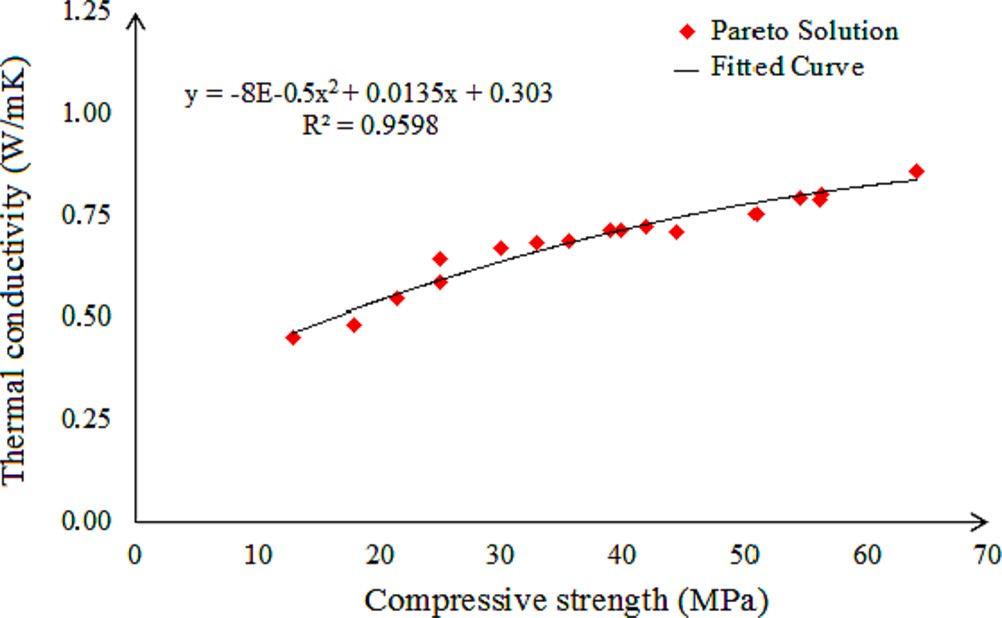 1.25
1.00
0.75
0.50
0.25
0.00
Thermal conductivity (W/mK)
Pareto Solution
Fitted Curve
y = -8E-0.5x²+ 0.0135x + 0.303
R² = 0.9598
0 10 20 30 40 50 60 70
Compressive strength (MPa)